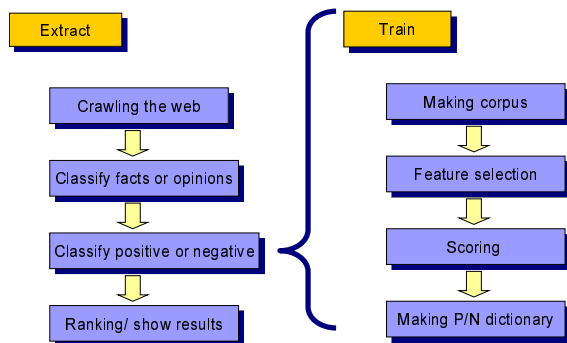 Extract
Crawling the web
Classify facts or opinions
Classify positive or negative
Ranking/ show results
Train
Making corpus
Feature selection
Scoring
Making P/N dictionary